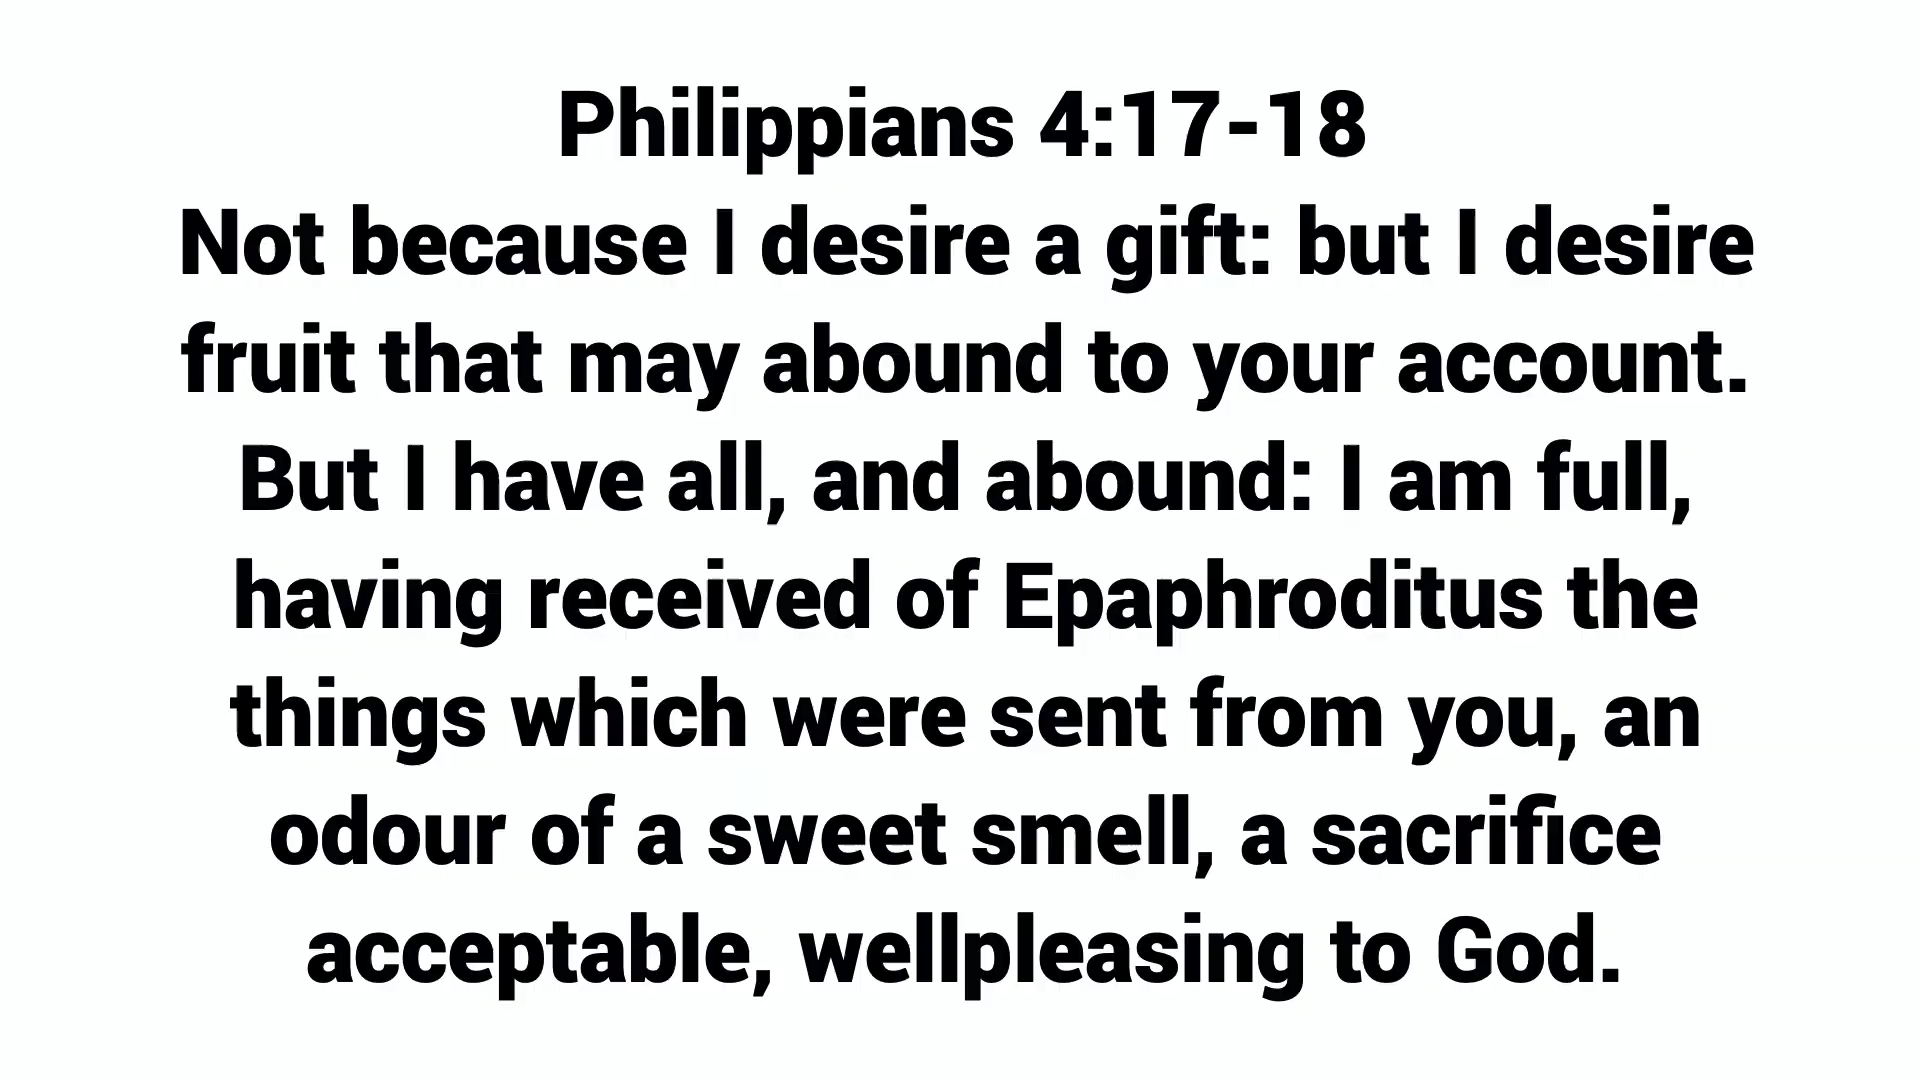 Philippians 4:17-18
Not because I desire a gift: but I desire
fruit that may abound to your account.
But I have all, and abound: I am full,
having received of Epaphroditus the
things which were sent from you, an
odour of a sweet smell, a sacrifice
acceptable, wellpleasing to God.